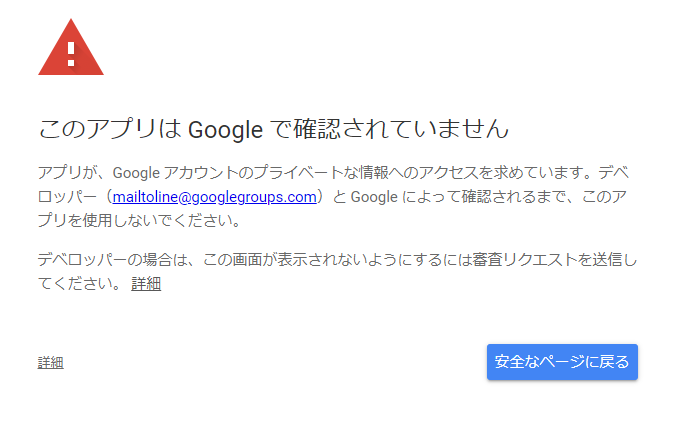 このアプリは Google で確認されていません
アプリが、Google アカウントのプライベートな情報へのアクセスを求めています。デベ
ロッパー（mailtoline@googlegroups.com）と Google によって確認されるまで、このア
プリを使用しないでください。
デベロッパーの場合は、この画面が表示されないようにするには審査リクエストを送信し
てください。 詳細
詳細
安全なページに戻る